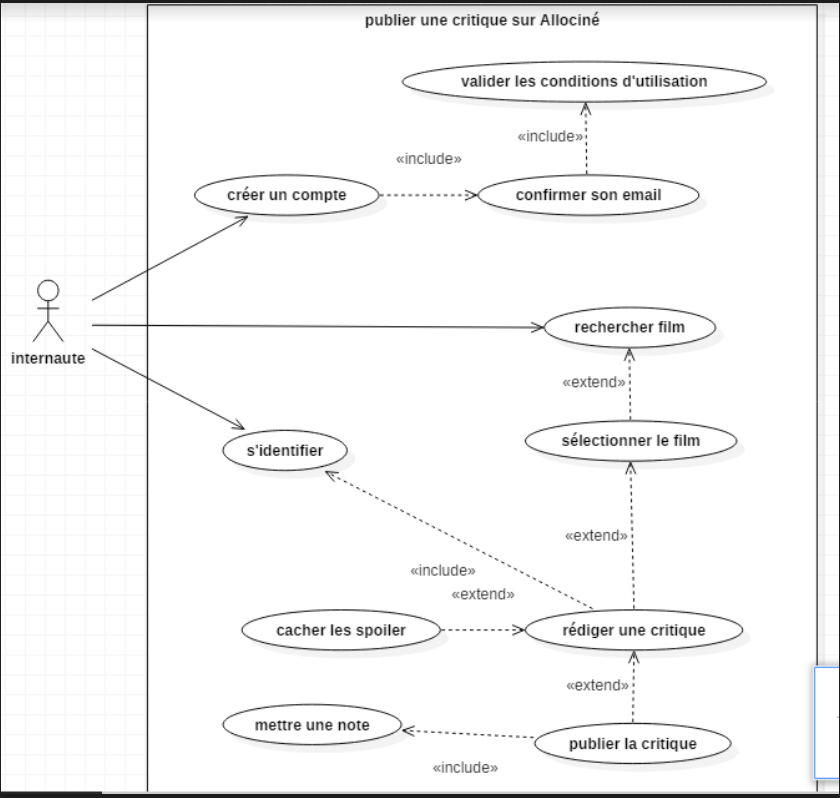 publier une critique sur Allociné
valider les conditions d'utilisation
«include»
«include»
créer un compte
confirmer son email
internaute
rechercher film
«extend»
sélectionner le film
s'identifier
«extend»
«include»
«extend»
cacher les spoiler
rédiger une critique
«extend»
mettre une note
publier la critique
«include»